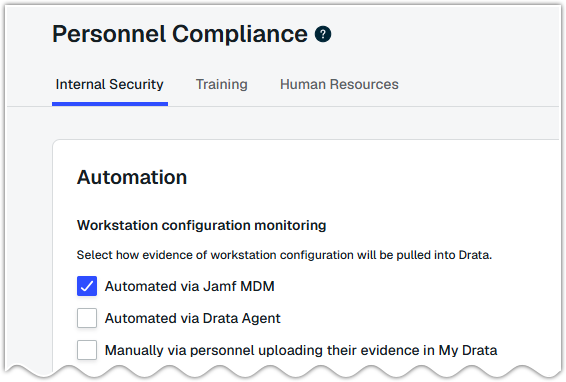 Personnel Compliance ?
Internal Security Training Human Resources
Automation
Workstation configuration monitoring
Select how evidence of workstation configuration will be pulled into Drata.
Automated via Jamf MDM
Automated via Drata Agent
Manually via personnel uploading their evidence in My Drata